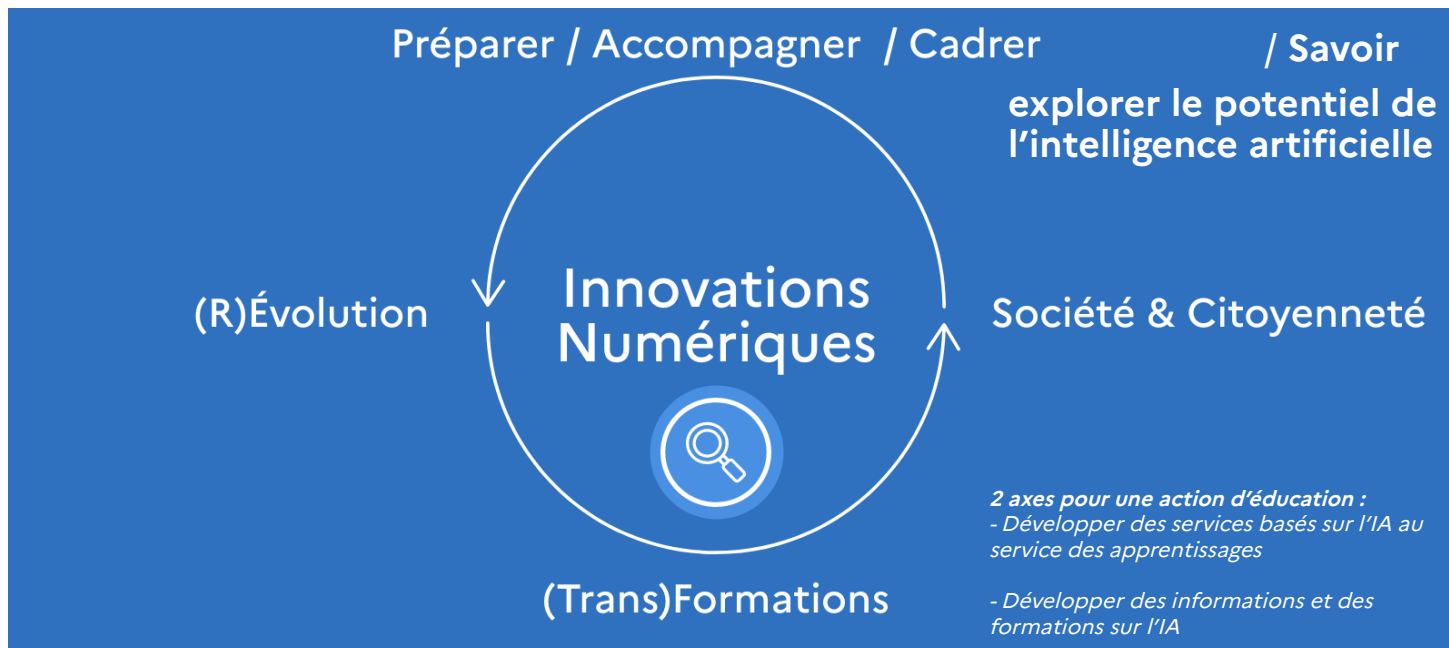 Préparer / Accompagner / Cadrer / Savoir
explorer le potentiel de
l’intelligence artificielle
(R)Évolution
Innovations
Numériques
Société & Citoyenneté
2 axes pour une action d’éducation :
- Développer des services basés sur l’IA au
service des apprentissages
- Développer des informations et des
formations sur l’IA
(Trans)Formations